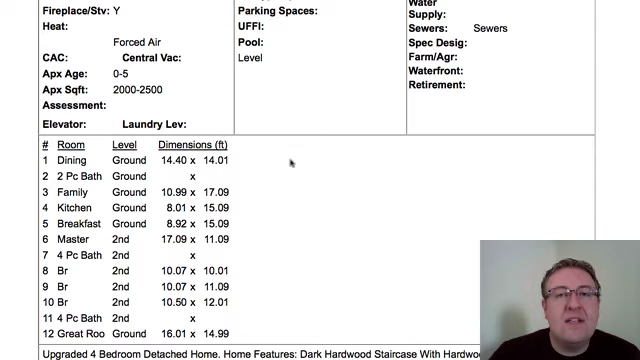 Fireplace/Stv: Y
Heat:
Forced Air
CAC: Central Vac:
Apx Age: 0-5
Apx Sqft: 2000-2500
Assessment:
Elevator: Laundry Lev:
Parking Spaces:
UFFI:
Pool:
Level
Water
Supply:
Sewers: Sewers
Spec Desig:
Farm/Agr:
Waterfront:
Retirement:
# Room Level Dimensions (ft)
1 Dining Ground 14.40 x 14.01
2 2 Pc Bath Ground x
3 Family Ground 10.99 x 17.09
4 Kitchen Ground 8.01 x 15.09
5 Breakfast Ground 8.92 x 15.09
6 Master 2nd 17.09 x 11.09
7 4 Pc Bath 2nd x
8 Br 2nd 10.07 x 10.01
9 Br 2nd 10.07 x 11.09
10 Br 2nd 10.50 x 12.01
11 4 Pc Bath 2nd x
12 Great Roo Ground 16.01 x 14.99
Upgraded 4 Bedroom Detached Home. Home Features: Dark Hardwood Staircase With Hardwoo